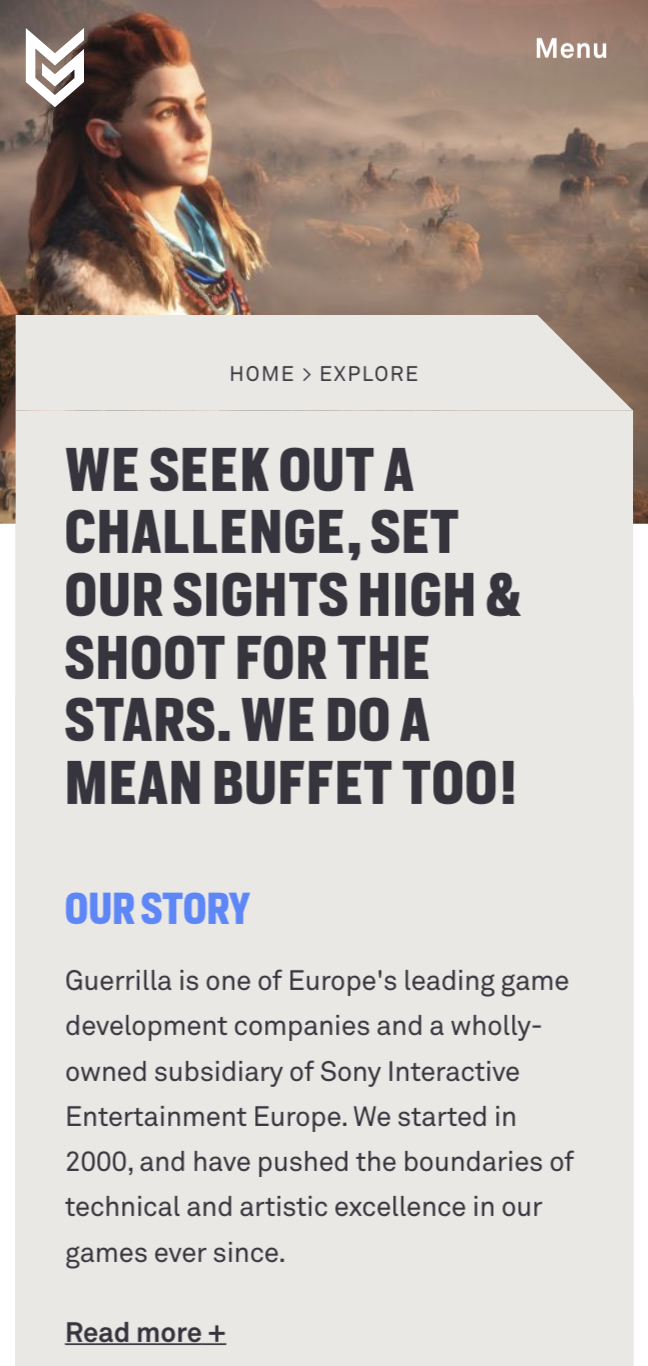 Menu
HOME > EXPLORE
WE SEEK OUT A
CHALLENGE, SET
OUR SIGHTS HIGH &
SHOOT FOR THE
STARS. WE DO A
MEAN BUFFET TOO!
OUR STORY
Guerrilla is one of Europe's leading game
development companies and a wholly-
owned subsidiary of Sony Interactive
Entertainment Europe. We started in
2000, and have pushed the boundaries of
technical and artistic excellence in our
games ever since.
Read more +